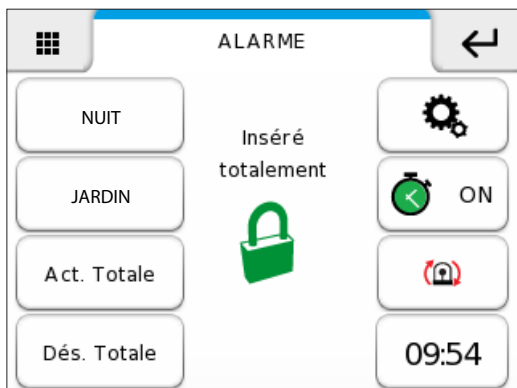 ALARME
NUIT
JARDIN
Act. Totale
Dés. Totale
Inséré
totalement
ON
09:54